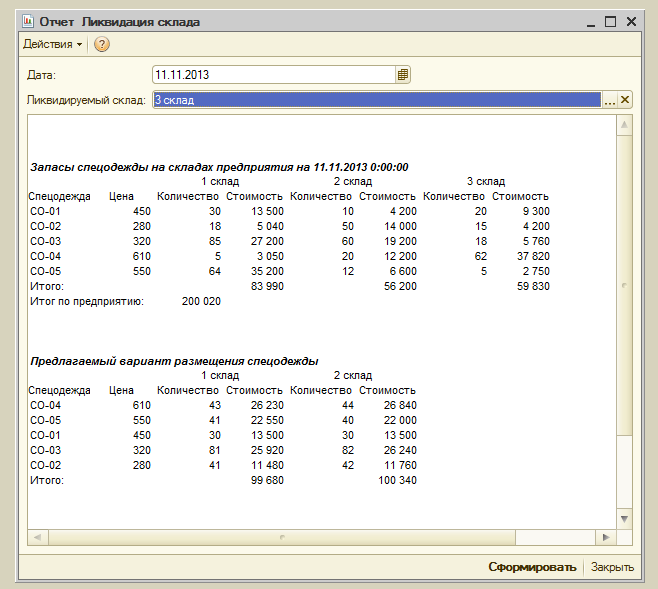 Отчет Ликвидация склада
Действия
Дата: 11.11.2013
Ликвидируемый склад: 3 склад
Запасы спецодежды на складах предприятия на 11.11.2013 0:00:00
1 склад 2 склад 3 склад
Спецодежда Цена Количество Стоимость Количество Стоимость Количество Стоимость
СО-01 450 30 13 500 10 4 200 20 9 300
СО-02 280 18 5 040 50 14 000 15 4 200
СО-03 320 85 27 200 60 19 200 18 5 760
СО-04 610 5 3 050 20 12 200 62 37 820
СО-05 550 64 35 200 12 6 600 5 2 750
Итого: 83 990 56 200 59 830
Итог по предприятию: 200 020
Предлагаемый вариант размещения спецодежды
1 склад 2 склад
Спецодежда Цена Количество Стоимость Количество Стоимость
СО-04 610 43 26 230 44 26 840
СО-05 550 41 22 550 40 22 000
СО-01 450 30 13 500 30 13 500
СО-03 320 81 25 920 82 26 240
СО-02 280 41 11 480 42 11 760
Итого: 99 680 100 340
Сформировать Закрыть